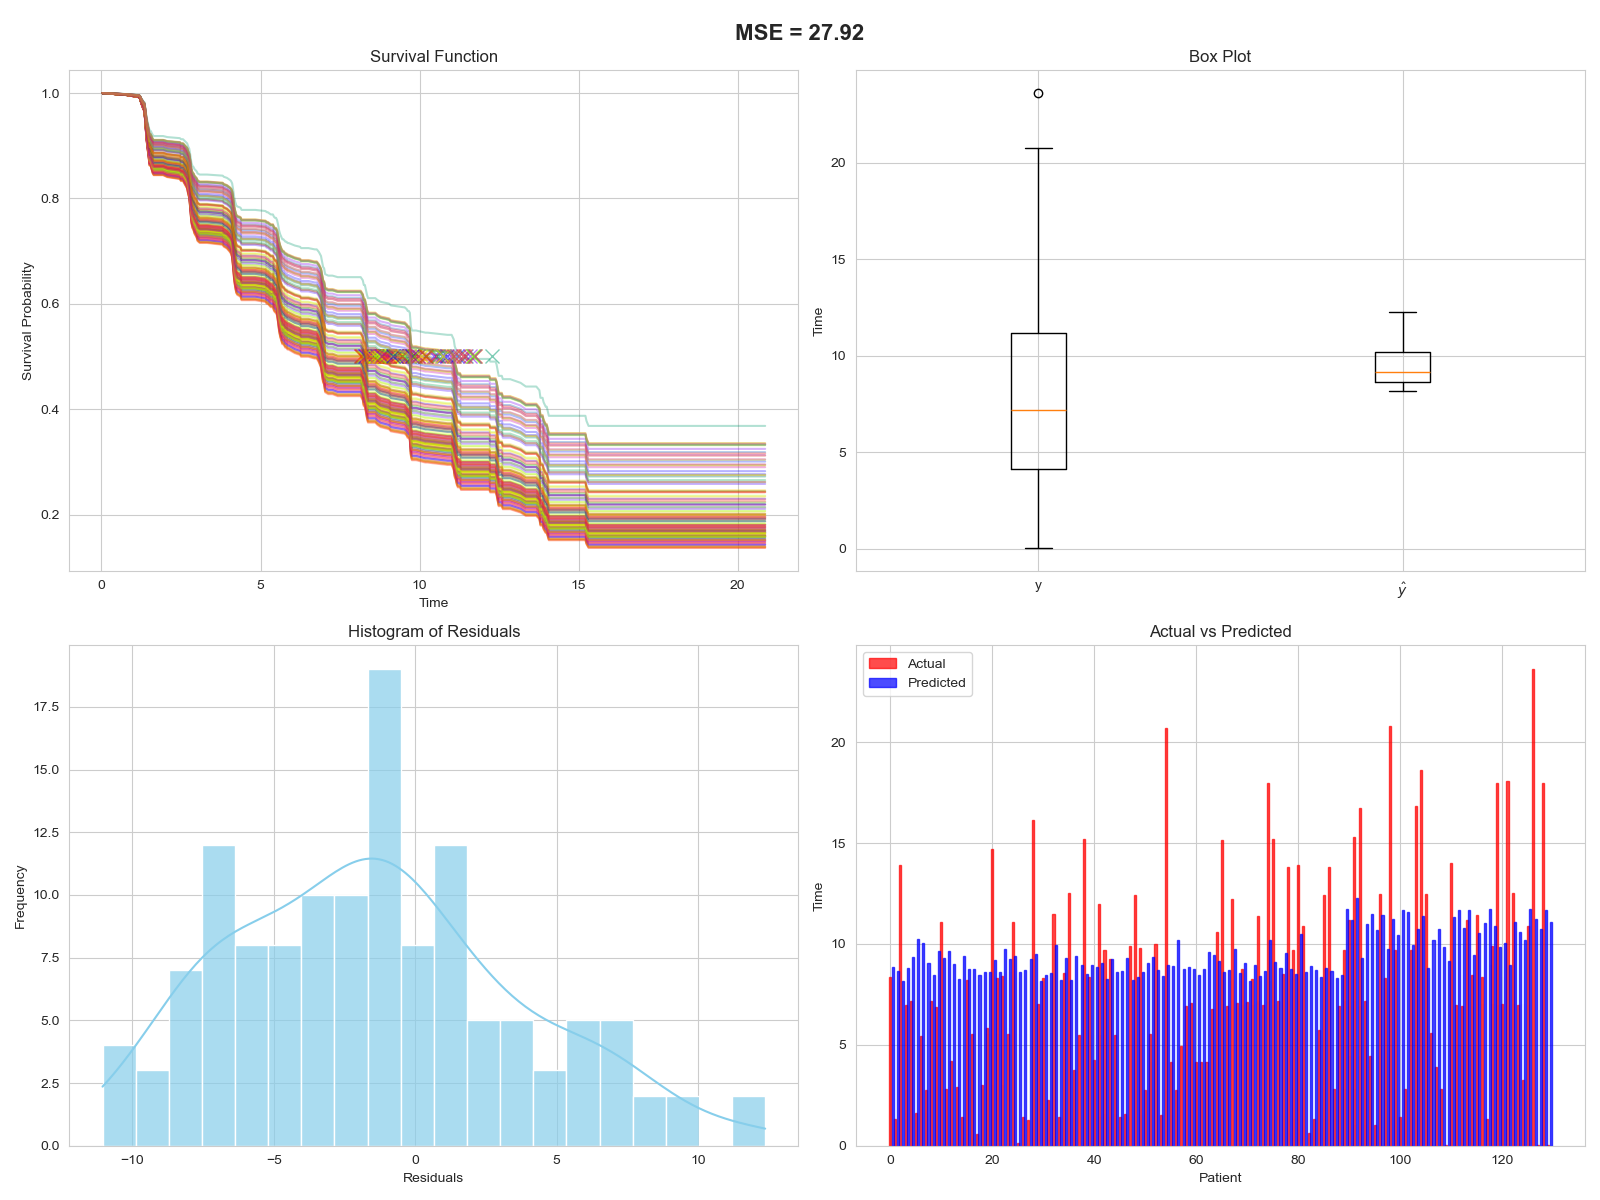 MSE = 27.92
Survival Function
Survival Probability
1.0
0.8
0.6
0.4
0.2
0 5 10 15 20
Time
Box Plot
Time
20
15
10
5
0
y ŷ
Histogram of Residuals
Frequency
17.5
15.0
12.5
10.0
7.5
5.0
2.5
0.0
−10 −5 0 5 10
Residuals
Actual vs Predicted
Actual
Predicted
Time
20
15
10
5
0
0 20 40 60 80 100 120
Patient